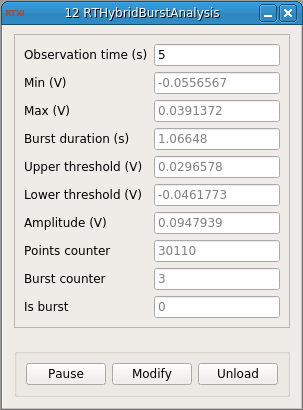 RTXI 12 RTHybridBurstAnalysis
Observation time (s) 5
Min (V) -0.0556567
Max (V) 0.0391372
Burst duration (s) 1.06648
Upper threshold (V) 0.0296578
Lower threshold (V) -0.0461773
Amplitude (V) 0.0947939
Points counter 30110
Burst counter 3
Is burst 0
Pause Modify Unload